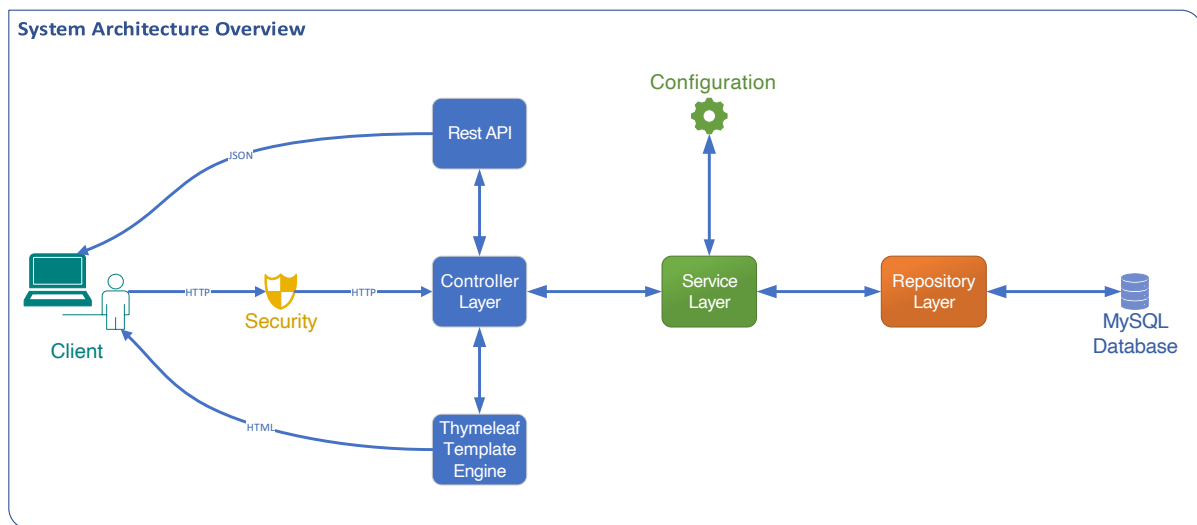 System Architecture Overview
Configuration
Rest API
JSON
Controller
Layer
Service
Layer
Repository
Layer
HTTP
HTTP
Security
Client
MySQL
Database
HTML
Thymeleaf
Template
Engine